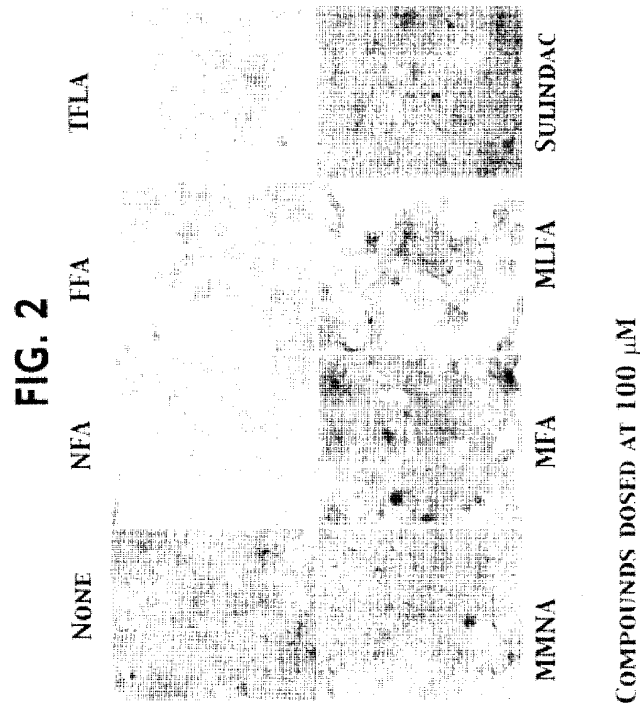 FIG. 2
NONE NFA FFA TFLA
MMNA MFA MLFA SULINDAC
COMPOUNDS DOSED AT 100 µM